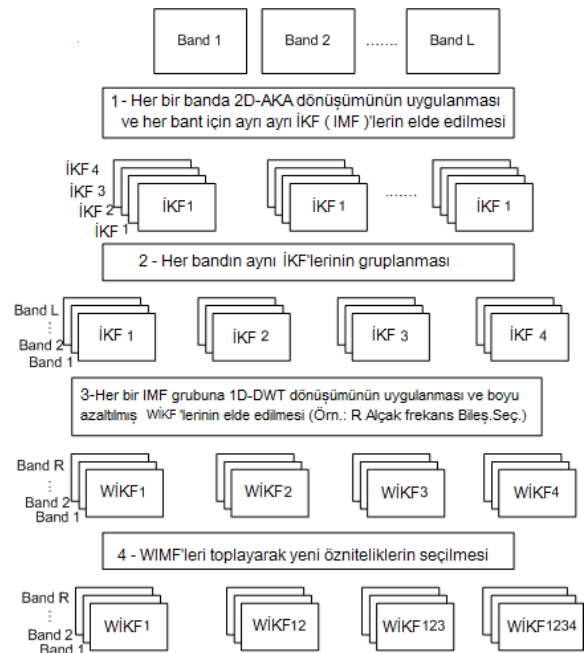 Band 1 Band 2 ....... Band L
1 - Her bir banda 2D-AKA dönüşümünün uygulanması
ve her bant için ayrı ayrı İKF ( IMF )'lerin elde edilmesi
İKF 4
İKF 3
İKF 2
İKF 1
İKF 1 İKF 1 ....... İKF 1
2 - Her bandın aynı İKF'lerinin gruplanması
Band L
⋮
Band 2
Band 1
İKF 1 İKF 2 İKF 3 İKF 4
3-Her bir IMF grubuna 1D-DWT dönüşümünün uygulanması ve boyu
azaltılmış WİKF 'lerinin elde edilmesi (Örn.: R Alçak frekans Bileş.Seç.)
Band R
⋮
Band 2
Band 1
WİKF1 WİKF2 WİKF3 WİKF4
4 - WIMF'leri toplayarak yeni özniteliklerin seçilmesi
Band R
⋮
Band 2
Band 1
WİKF1 WİKF12 WİKF123 WİKF1234